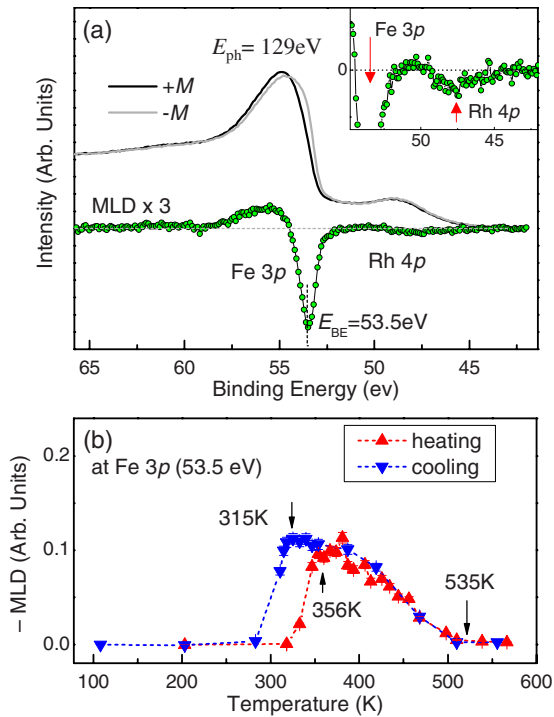 (a)
E_ph = 129eV
+M
-M
Fe 3p
0
50
45
Rh 4p
MLD x 3
Fe 3p
Rh 4p
E_BE=53.5eV
Intensity (Arb. Units)
65
60
55
50
45
Binding Energy (ev)
(b)
heating
cooling
at Fe 3p (53.5 eV)
315K
356K
535K
0.2
0.1
0.0
– MLD (Arb. Units)
100
200
300
400
500
600
Temperature (K)